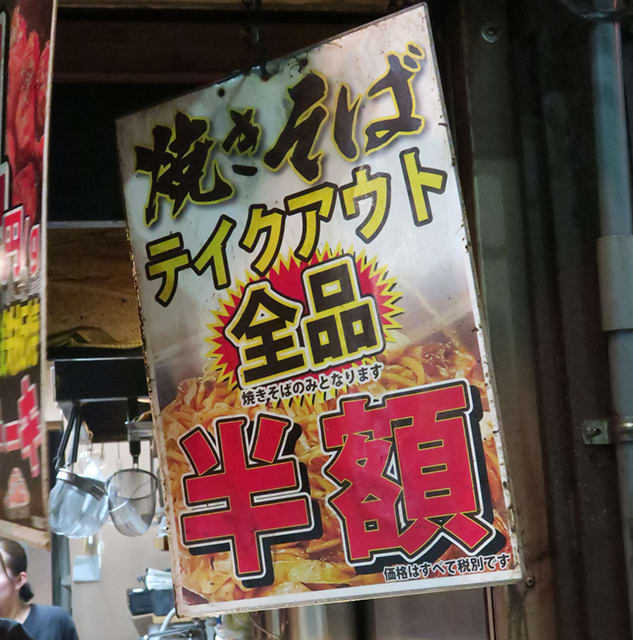 焼きそば
テイクアウト
全品
焼きそばのみとなります
半額
価格はすべて税別です